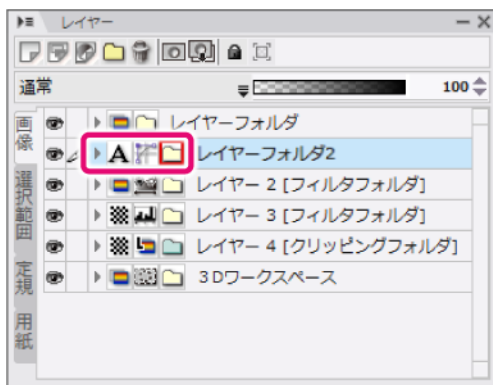 レイヤー
通常
100
画像
選択範囲
定規
用紙
レイヤーフォルダ
A レイヤーフォルダ2
レイヤー 2 [フィルタフォルダ]
レイヤー 3 [フィルタフォルダ]
レイヤー 4 [クリッピングフォルダ]
3Dワークスペース